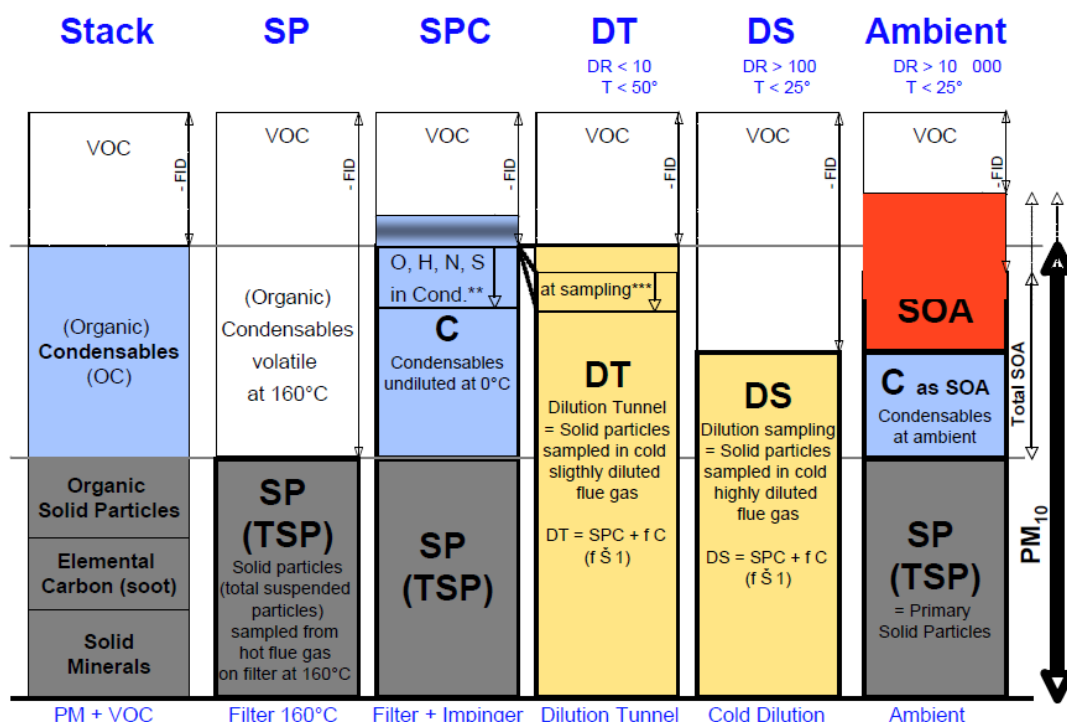 Stack
PM + VOC
VOC
- FID
(Organic)
Condensables
(OC)
Organic
Solid Particles
Elemental
Carbon (soot)
Solid
Minerals
SP
VOC
- FID
(Organic)
Condensables
volatile
at 160°C
SP
(TSP)
Solid particles
(total suspended
particles)
sampled from
hot flue gas
on filter at 160°C
Filter 160°C
SPC
VOC
- FID
O, H, N, S
in Cond.**
C
Condensables
undiluted at 0°C
SP
(TSP)
Filter + Impinger
DT
DR < 10
T < 50°
VOC
- FID
at sampling***
DT
Dilution Tunnel
= Solid particles
sampled in cold
sligthly diluted
flue gas
DT = SPC + f C
(f Š 1)
Dilution Tunnel
DS
DR > 100
T < 25°
VOC
- FID
DS
Dilution sampling
= Solid particles
sampled in cold
highly diluted
flue gas
DS = SPC + f C
(f Š 1)
Cold Dilution
Ambient
DR > 10 000
T < 25°
VOC
- FID
SOA
C as SOA
Condensables
at ambient
SP
(TSP)
= Primary
Solid Particles
Ambient
Total SOA
PM10